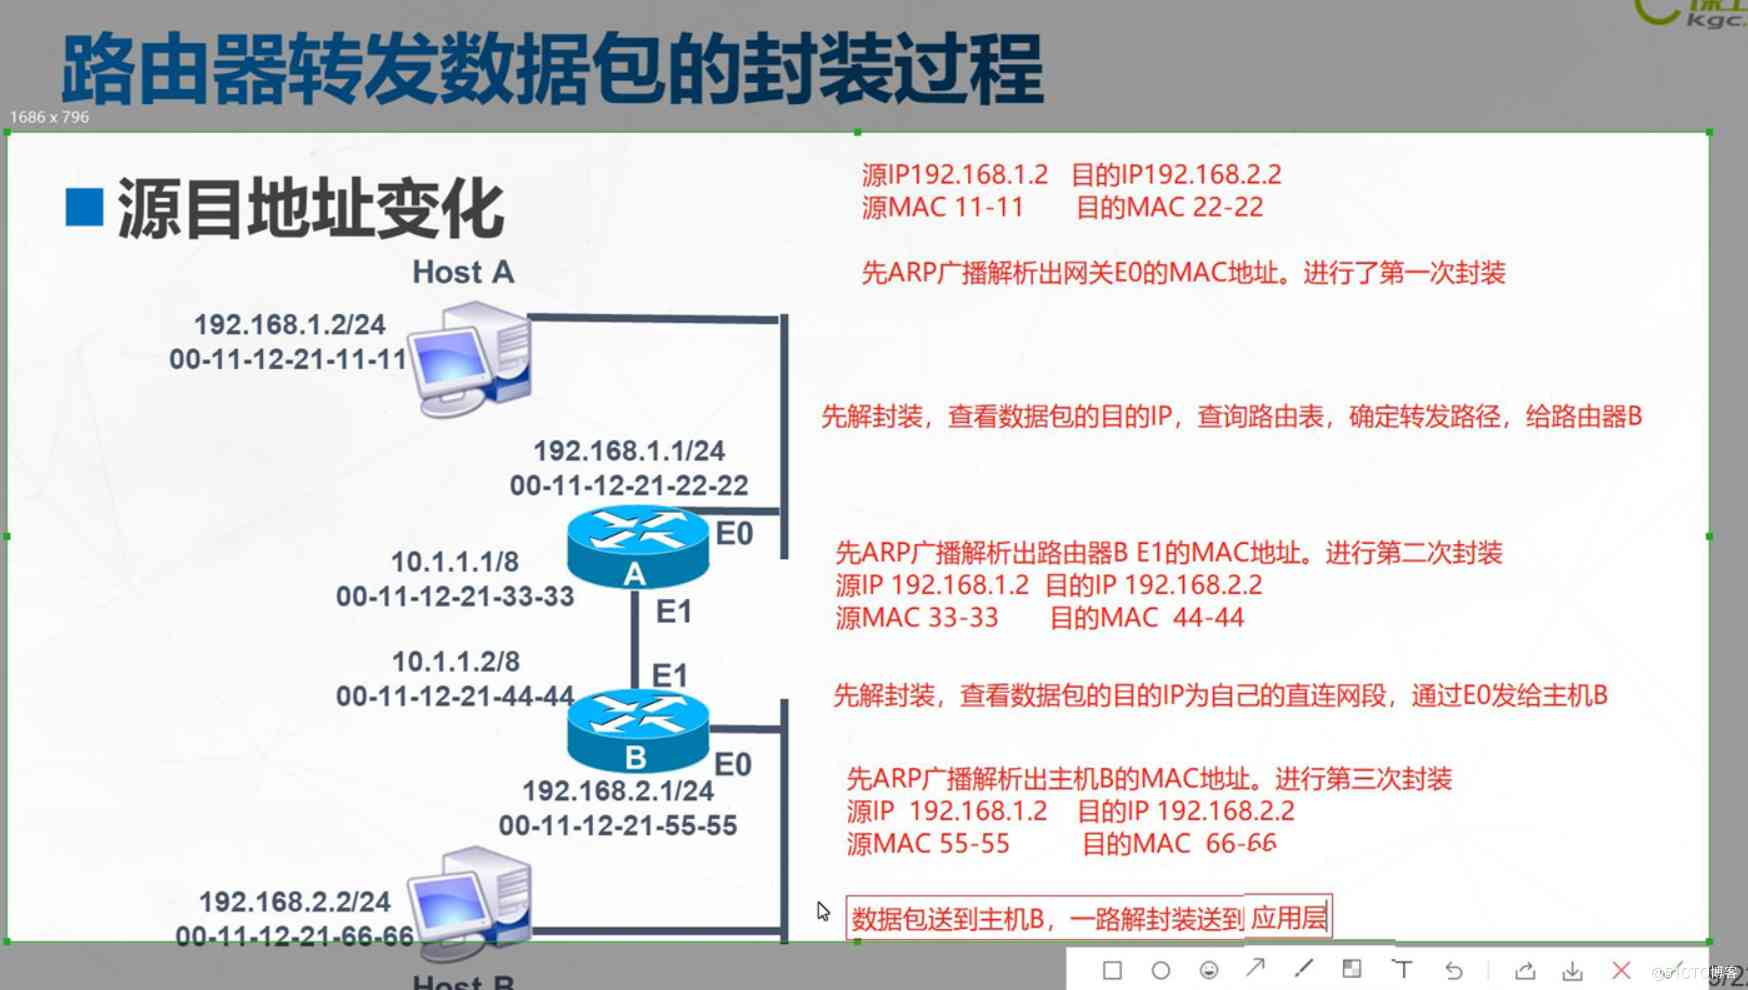 路由器转发数据包的封装过程
kgc.
1686 x 796
源目地址变化
源IP192.168.1.2 目的IP192.168.2.2
源MAC 11-11 目的MAC 22-22
先ARP广播解析出网关E0的MAC地址。进行了第一次封装
Host A
192.168.1.2/24
00-11-12-21-11-11
先解封装，查看数据包的目的IP，查询路由表，确定转发路径，给路由器B
192.168.1.1/24
00-11-12-21-22-22
E0
A
10.1.1.1/8
00-11-12-21-33-33
E1
先ARP广播解析出路由器B E1的MAC地址。进行第二次封装
源IP 192.168.1.2 目的IP 192.168.2.2
源MAC 33-33 目的MAC 44-44
10.1.1.2/8
00-11-12-21-44-44
E1
B
E0
先解封装，查看数据包的目的IP为自己的直连网段，通过E0发给主机B
192.168.2.1/24
00-11-12-21-55-55
先ARP广播解析出主机B的MAC地址。进行第三次封装
源IP 192.168.1.2 目的IP 192.168.2.2
源MAC 55-55 目的MAC 66-66
192.168.2.2/24
00-11-12-21-66-66
数据包送到主机B，一路解封装送到 应用层
Host B
@51CTO博客